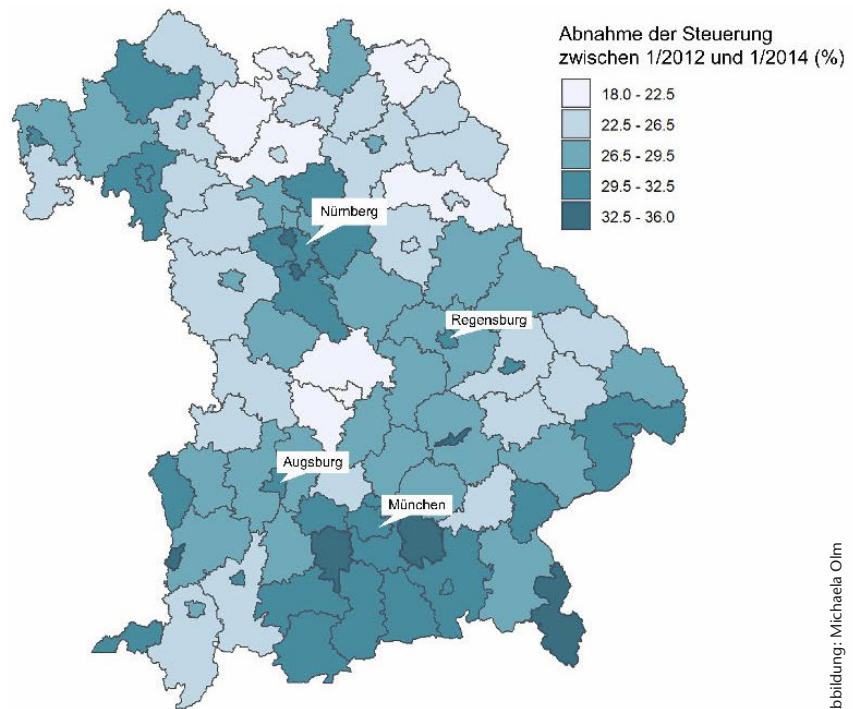 Abnahme der Steuerung
zwischen 1/2012 und 1/2014 (%)
18.0 - 22.5
22.5 - 26.5
26.5 - 29.5
29.5 - 32.5
32.5 - 36.0
Nürnberg
Regensburg
Augsburg
München
bbildung: Michaela Olm